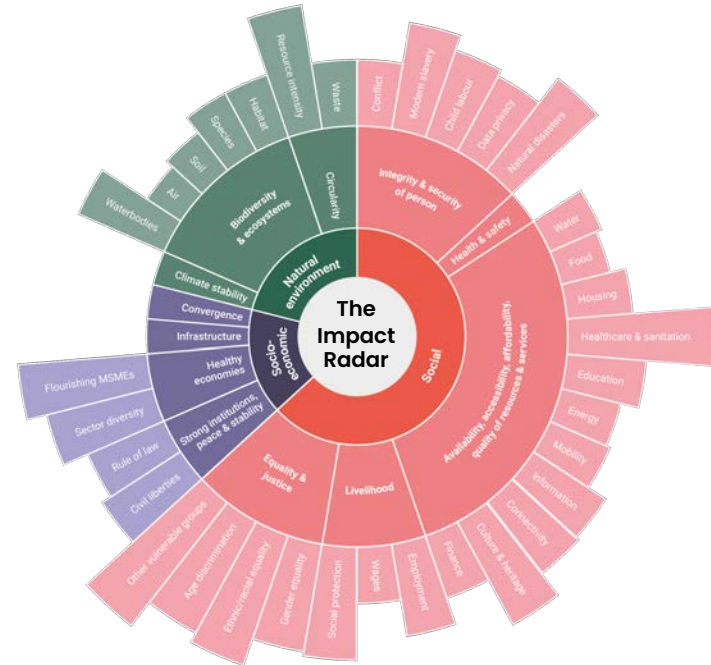 The
Impact
Radar
Social
Integrity & security
of person
Conflict
Modern slavery
Child labour
Data privacy
Natural disasters
Health & safety
Availability, accessibility, affordability,
quality of resources & services
Water
Food
Housing
Healthcare & sanitation
Education
Energy
Mobility
Information
Connectivity
Culture & heritage
Finance
Livelihood
Employment
Wages
Social protection
Equality &
justice
Gender equality
Ethnic/racial equality
Age discrimination
Other vulnerable groups
Socio-
economic
Strong institutions,
peace & stability
Civil liberties
Rule of law
Healthy
economies
Sector diversity
Flourishing MSMEs
Infrastructure
Convergence
Natural
environment
Climate stability
Biodiversity
& ecosystems
Waterbodies
Air
Soil
Species
Habitat
Circularity
Resource intensity
Waste